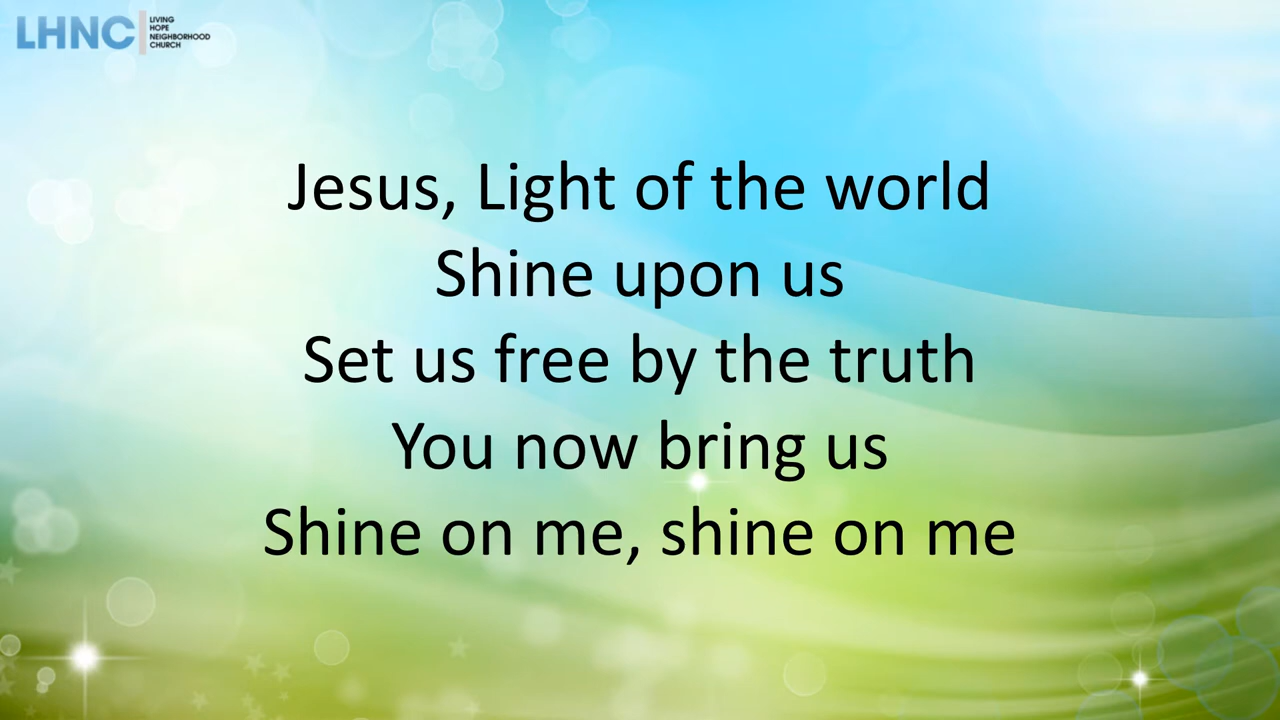 LHNC
LIVING
HOPE
NEIGHBORHOOD
CHURCH
Jesus, Light of the world
Shine upon us
Set us free by the truth
You now bring us
Shine on me, shine on me